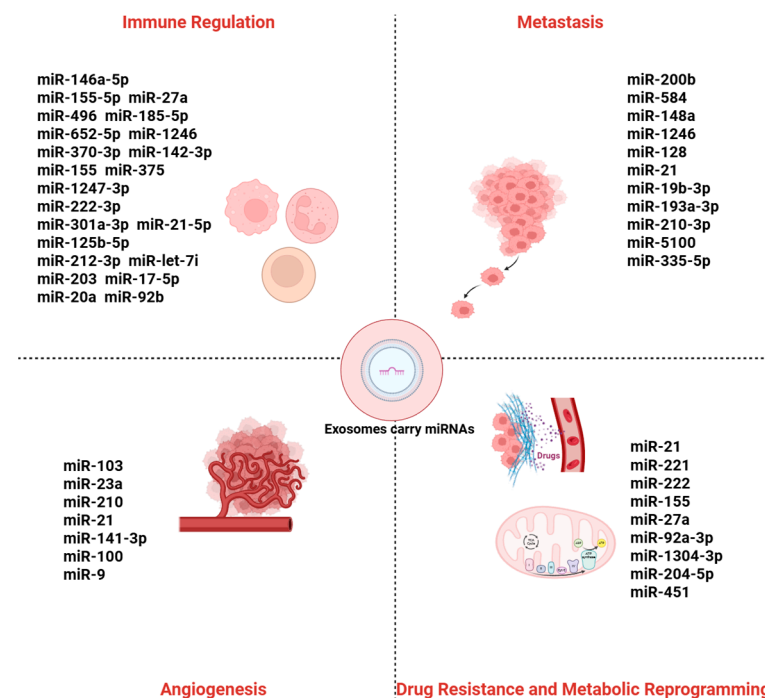 Immune Regulation
miR-146a-5p
miR-155-5p miR-27a
miR-496 miR-185-5p
miR-652-5p miR-1246
miR-370-3p miR-142-3p
miR-155 miR-375
miR-1247-3p
miR-222-3p
miR-301a-3p miR-21-5p
miR-125b-5p
miR-212-3p miR-let-7i
miR-203 miR-17-5p
miR-20a miR-92b
Metastasis
miR-200b
miR-584
miR-148a
miR-1246
miR-128
miR-21
miR-19b-3p
miR-193a-3p
miR-210-3p
miR-5100
miR-335-5p
Exosomes carry miRNAs
miR-103
miR-23a
miR-210
miR-21
miR-141-3p
miR-100
miR-9
Angiogenesis
Drugs
miR-21
miR-221
miR-222
miR-155
miR-27a
miR-92a-3p
miR-1304-3p
miR-204-5p
miR-451
Drug Resistance and Metabolic Reprogramming